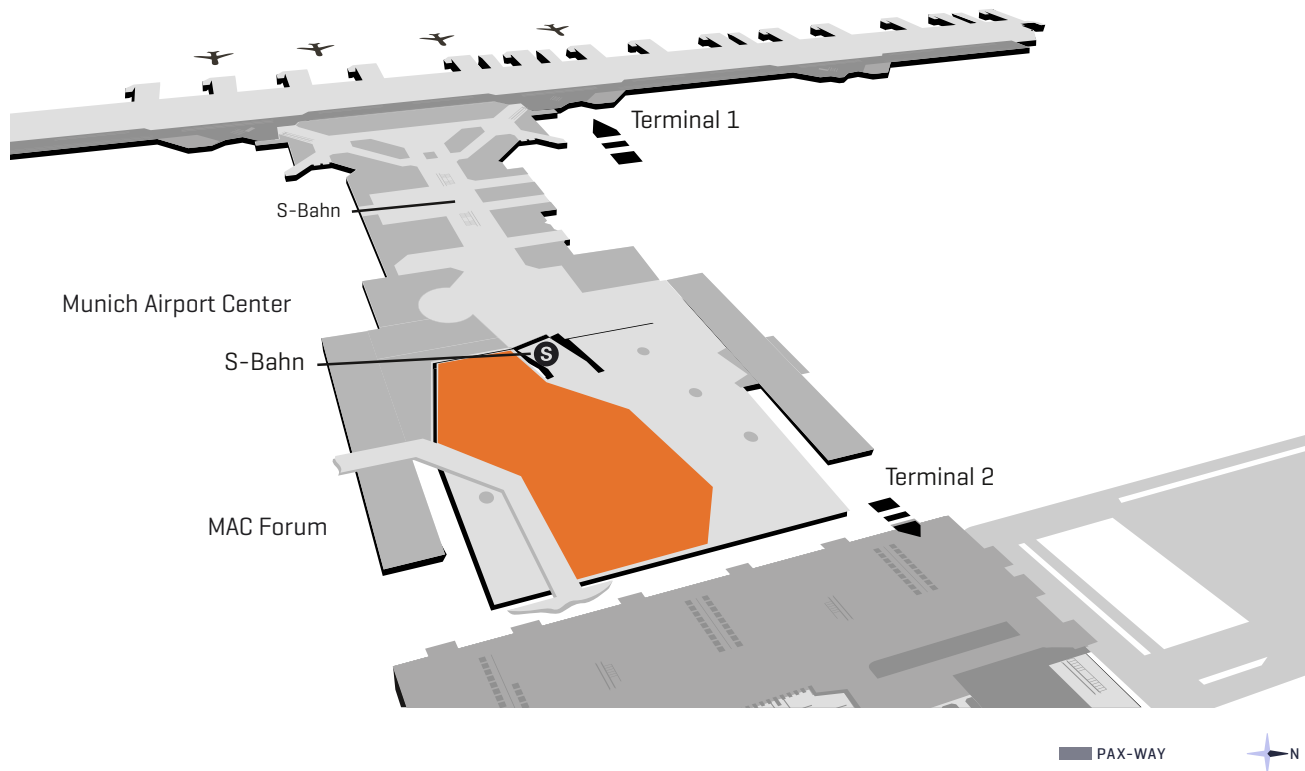 Terminal 1
S-Bahn
Munich Airport Center
S-Bahn
S
Terminal 2
MAC Forum
PAX-WAY
N